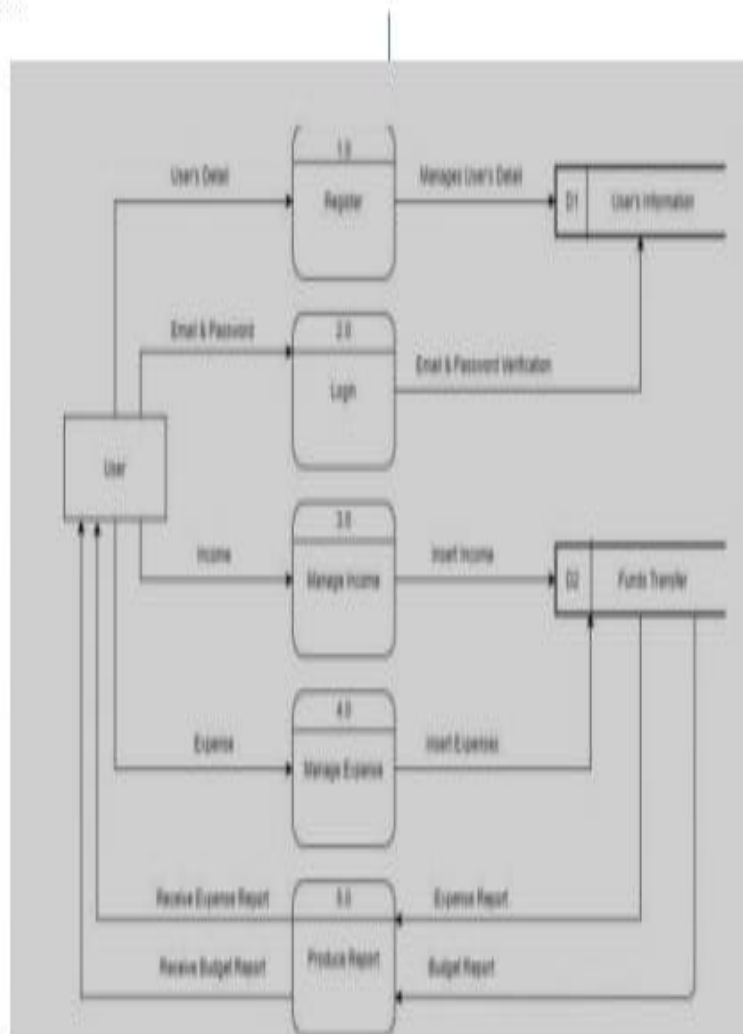 1.0
User's Detail
Manages User's Detail
Register
D1
User's Information
Email & Password
2.0
Email & Password Verification
Login
User
3.0
Income
Insert Income
Manage Income
D2
Funds Transfer
4.0
Expense
Insert Expenses
Manage Expense
5.0
Receive Expense Report
Expense Report
Produce Report
Receive Budget Report
Budget Report